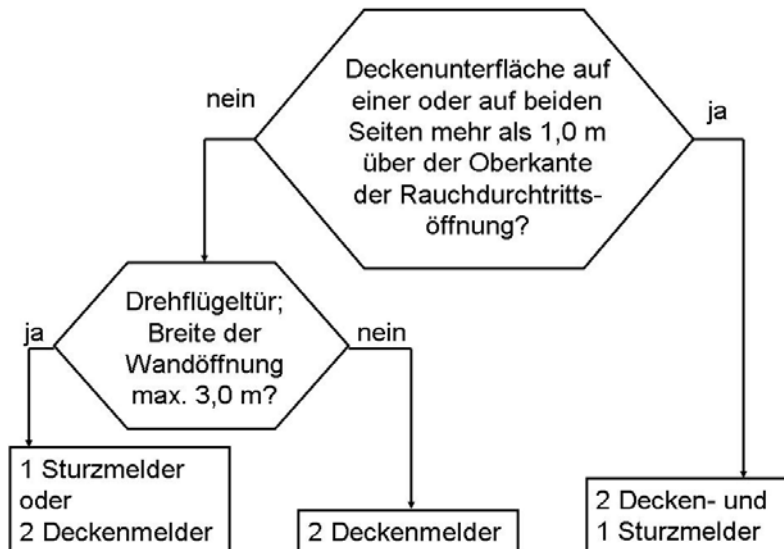 Deckenunterfläche auf
einer oder auf beiden
Seiten mehr als 1,0 m
über der Oberkante
der Rauchdurchtritts-
öffnung?
nein
ja
Drehflügeltür;
Breite der
Wandöffnung
max. 3,0 m?
ja
nein
1 Sturzmelder
oder
2 Deckenmelder
2 Deckenmelder
2 Decken- und
1 Sturzmelder